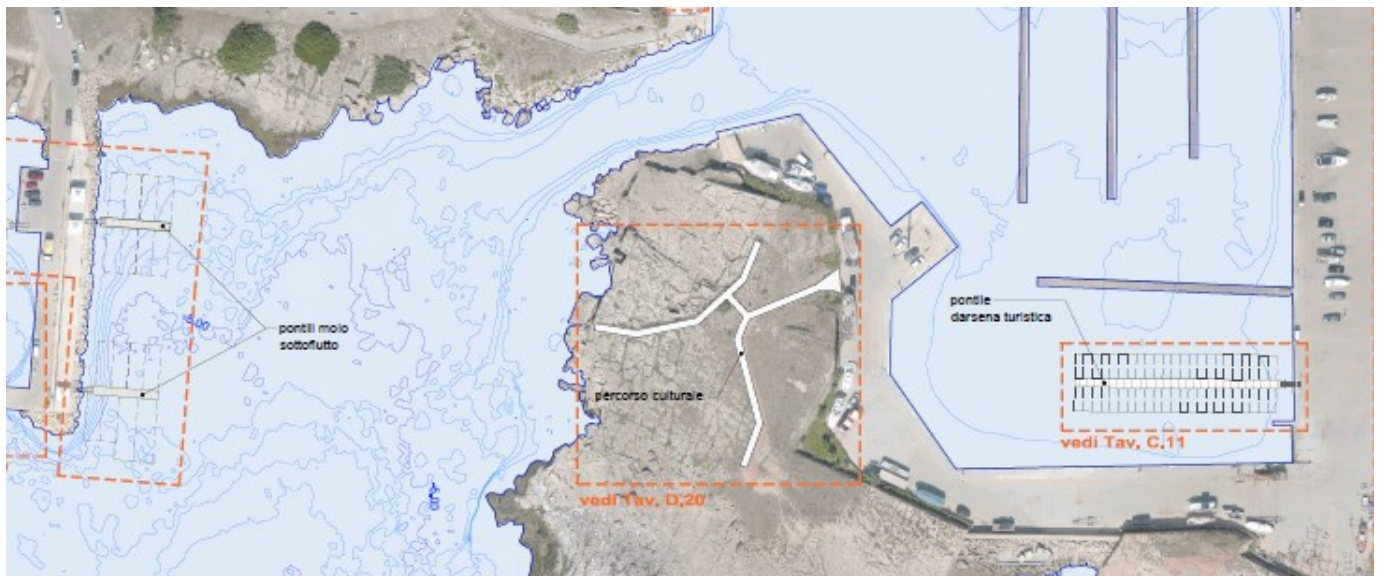 -5.00
pontili molo
sottoflutto
percorso culturale
vedi Tav. D.20
pontile
darsena turistica
vedi Tav. C.11